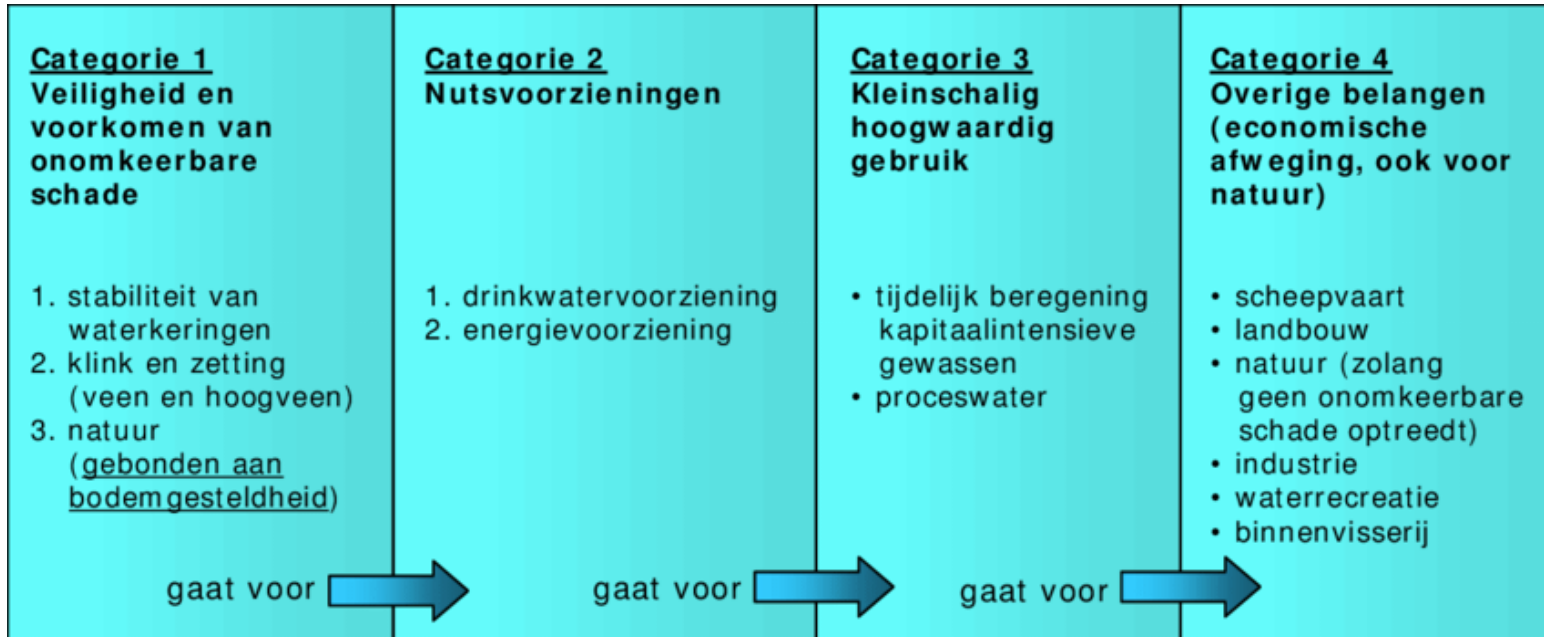 Categorie 1
Veiligheid en
voorkomen van
onomkeerbare
schade
1. stabiliteit van
waterkeringen
2. klink en zetting
(veen en hoogveen)
3. natuur
(gebonden aan
bodemgesteldheid)
gaat voor
Categorie 2
Nutsvoorzieningen
1. drinkwatervoorziening
2. energievoorziening
gaat voor
Categorie 3
Kleinschalig
hoogwaardig
gebruik
• tijdelijk beregening
kapitaalintensieve
gewassen
• proceswater
gaat voor
Categorie 4
Overige belangen
(economische
afweging, ook voor
natuur)
• scheepvaart
• landbouw
• natuur (zolang
geen onomkeerbare
schade optreedt)
• industrie
• waterrecreatie
• binnenvisserij